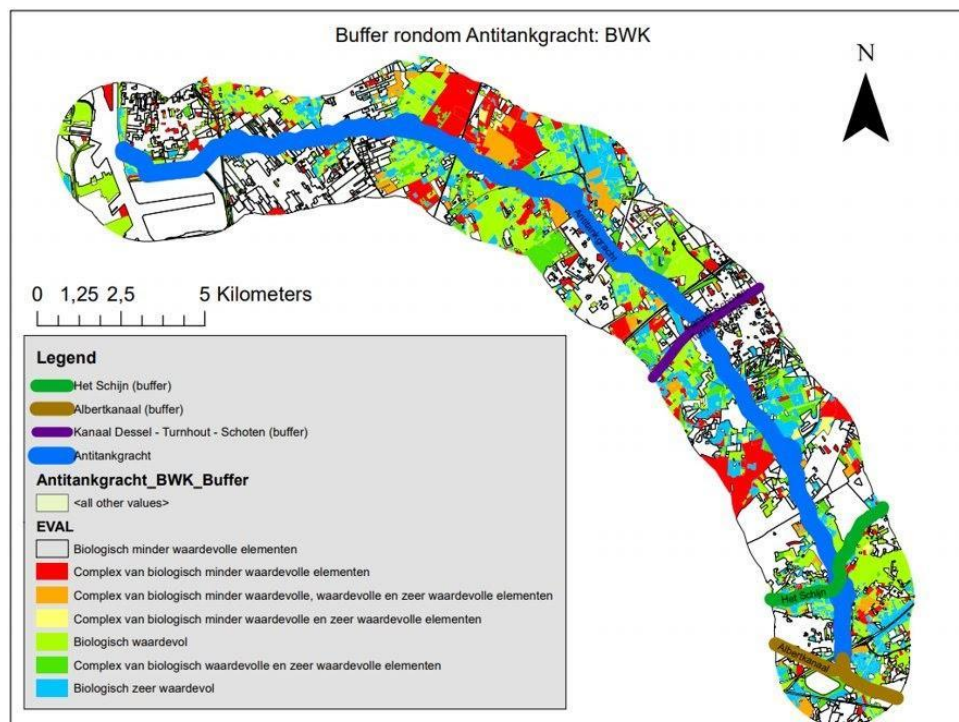 Buffer rondom Antitankgracht: BWK
N
Antitankgracht
0 1,25 2,5 5 Kilometers
Legend
Het Schijn (buffer)
Albertkanaal (buffer)
Kanaal Dessel - Turnhout - Schoten (buffer)
Antitankgracht
Antitankgracht_BWK_Buffer
<all other values>
EVAL
Biologisch minder waardevolle elementen
Complex van biologisch minder waardevolle elementen
Complex van biologisch minder waardevolle, waardevolle en zeer waardevolle elementen
Complex van biologisch minder waardevolle en zeer waardevolle elementen
Biologisch waardevol
Complex van biologisch waardevolle en zeer waardevolle elementen
Biologisch zeer waardevol
Het Schijn
Albertkanaal